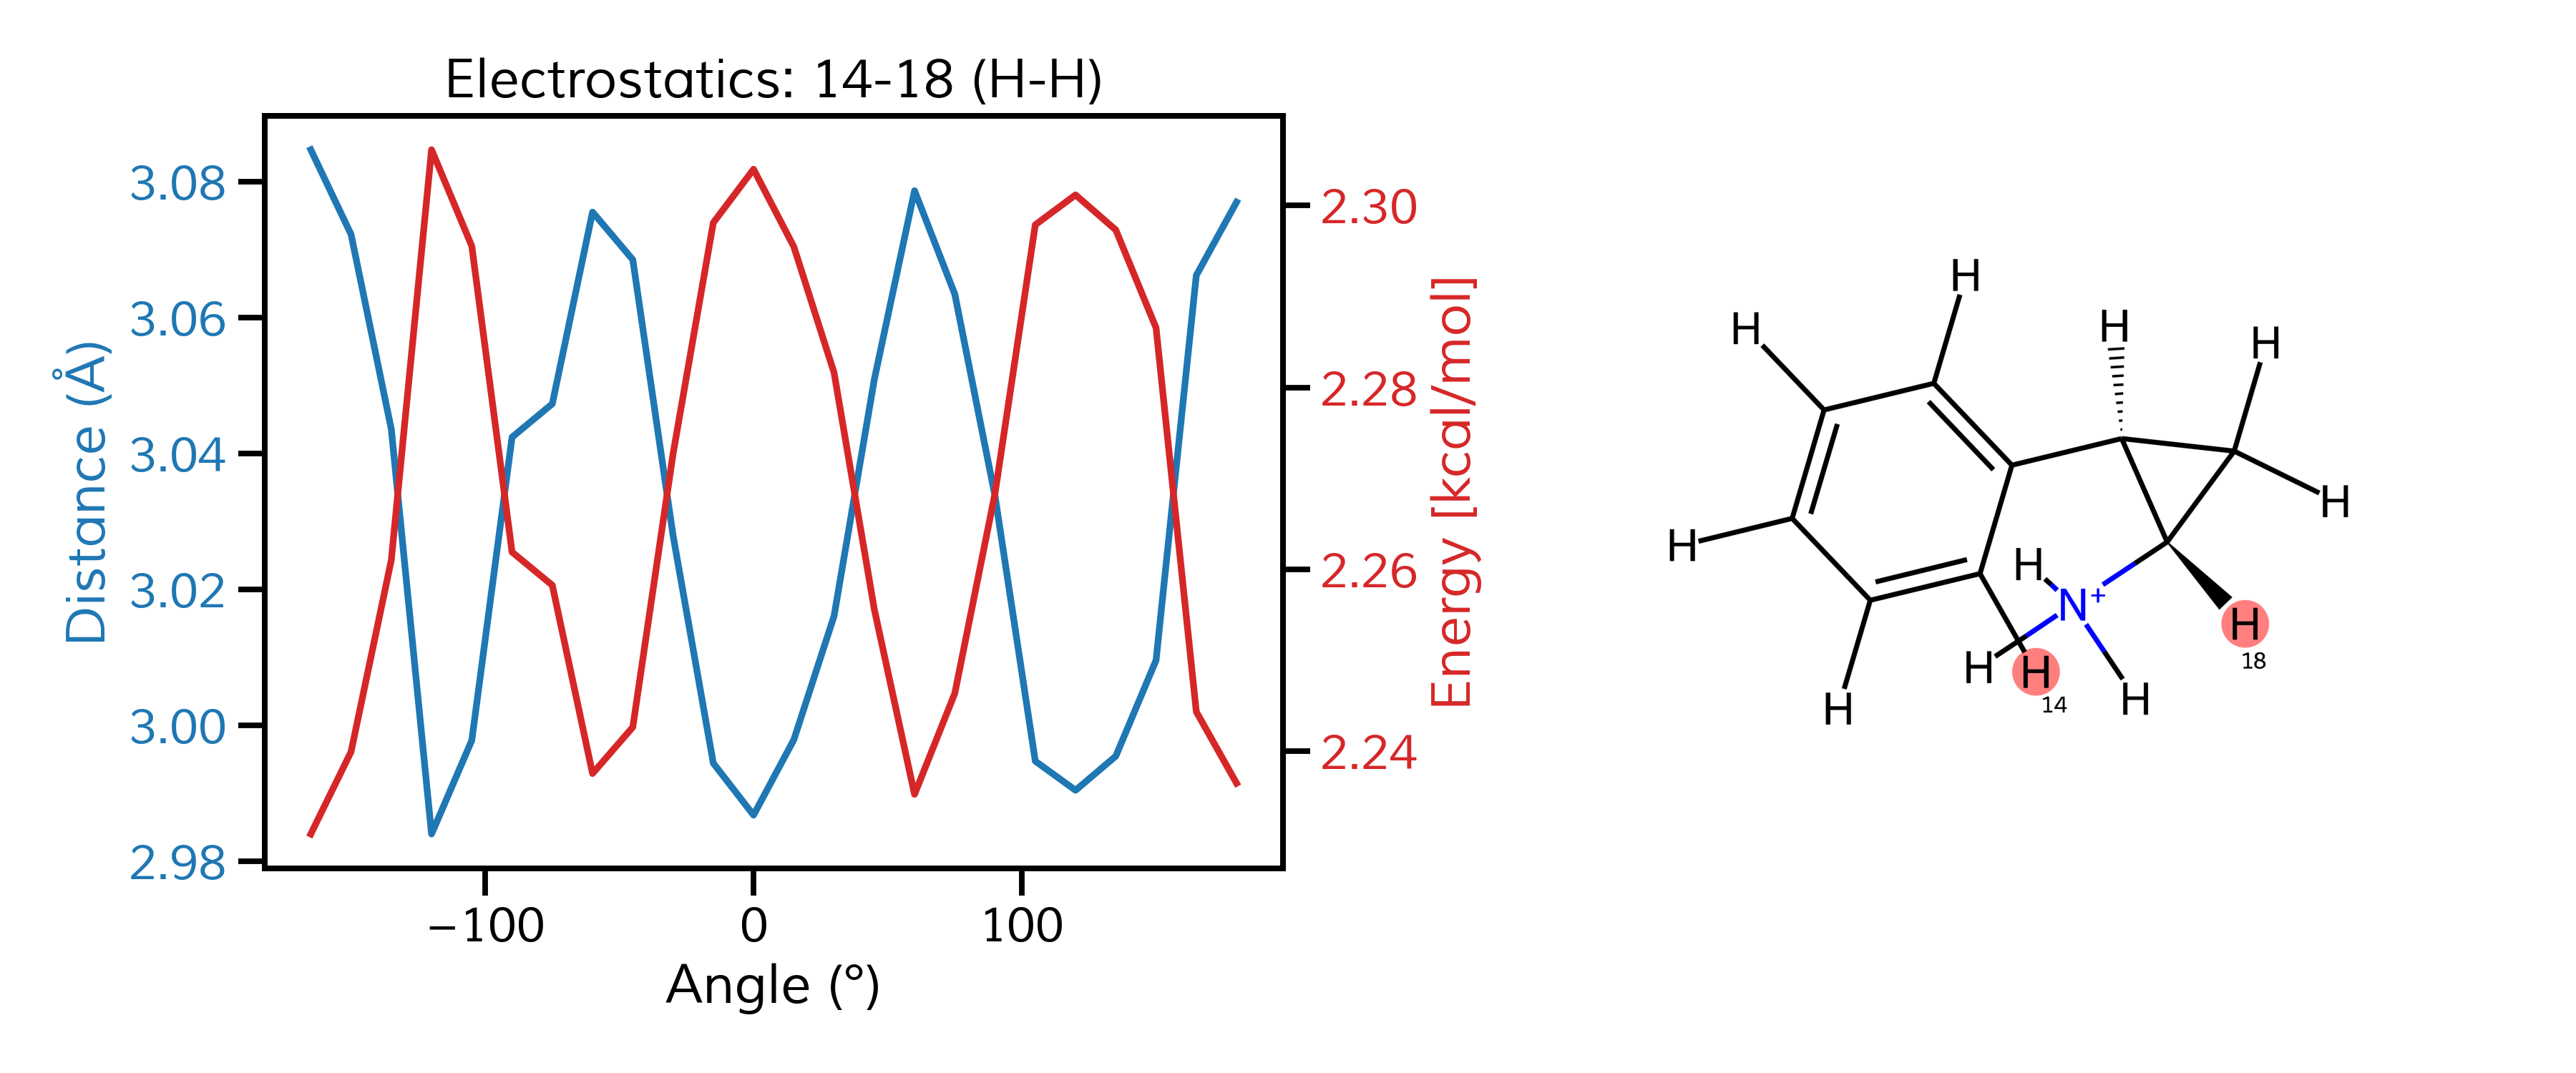 Electrostatics: 14-18 (H-H)
3.08
3.06
3.04
3.02
3.00
2.98
Distance (Å)
2.30
2.28
2.26
2.24
Energy [kcal/mol]
−100
0
100
Angle (°)
H
H
H
H
H
H
H
H
N+
H
18
H
H
14
H
H